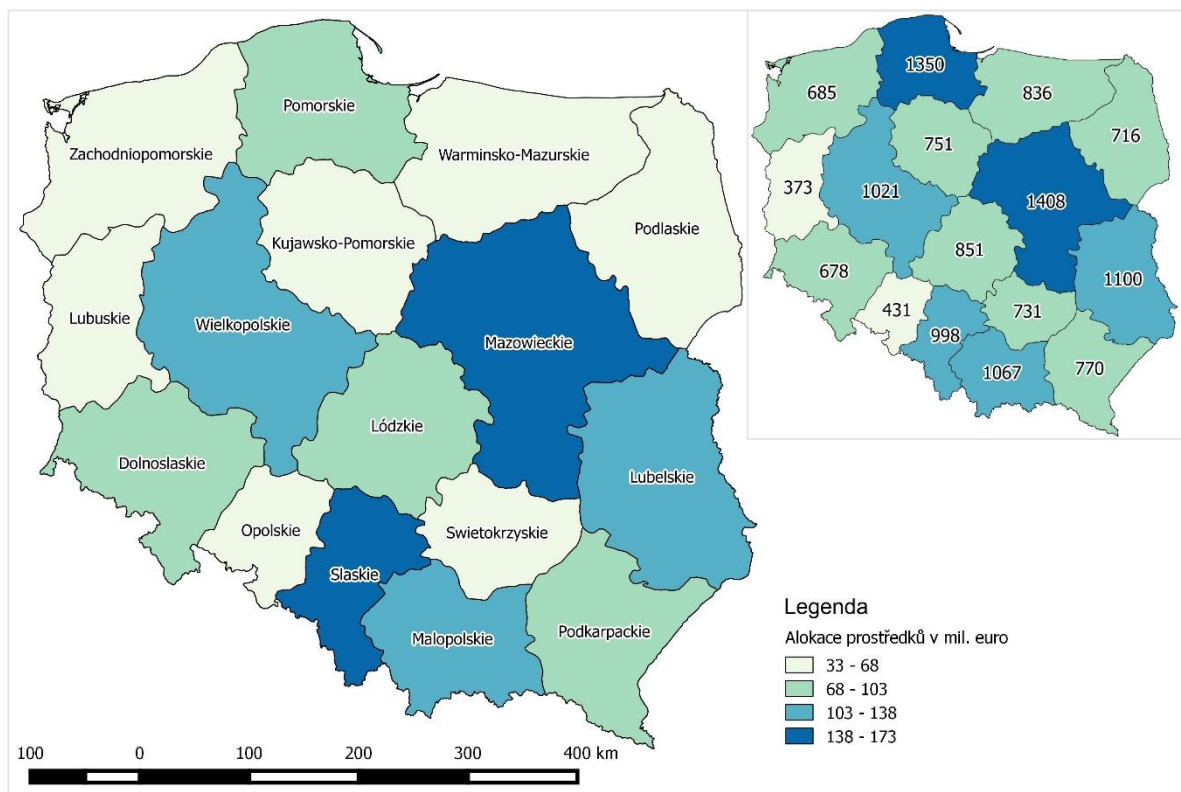 Pomorskie
Zachodniopomorskie
Warminsko-Mazurskie
Podlaskie
Kujawsko-Pomorskie
Lubuskie
Wielkopolskie
Mazowieckie
Lódzkie
Dolnoslaskie
Lubelskie
Opolskie
Swietokrzyskie
Slaskie
Malopolskie
Podkarpackie
1350
685
836
716
751
373
1021
1408
851
678
1100
431
731
998
1067
770
Legenda
Alokace prostředků v mil. euro
33 - 68
68 - 103
103 - 138
138 - 173
100 0 100 200 300 400 km